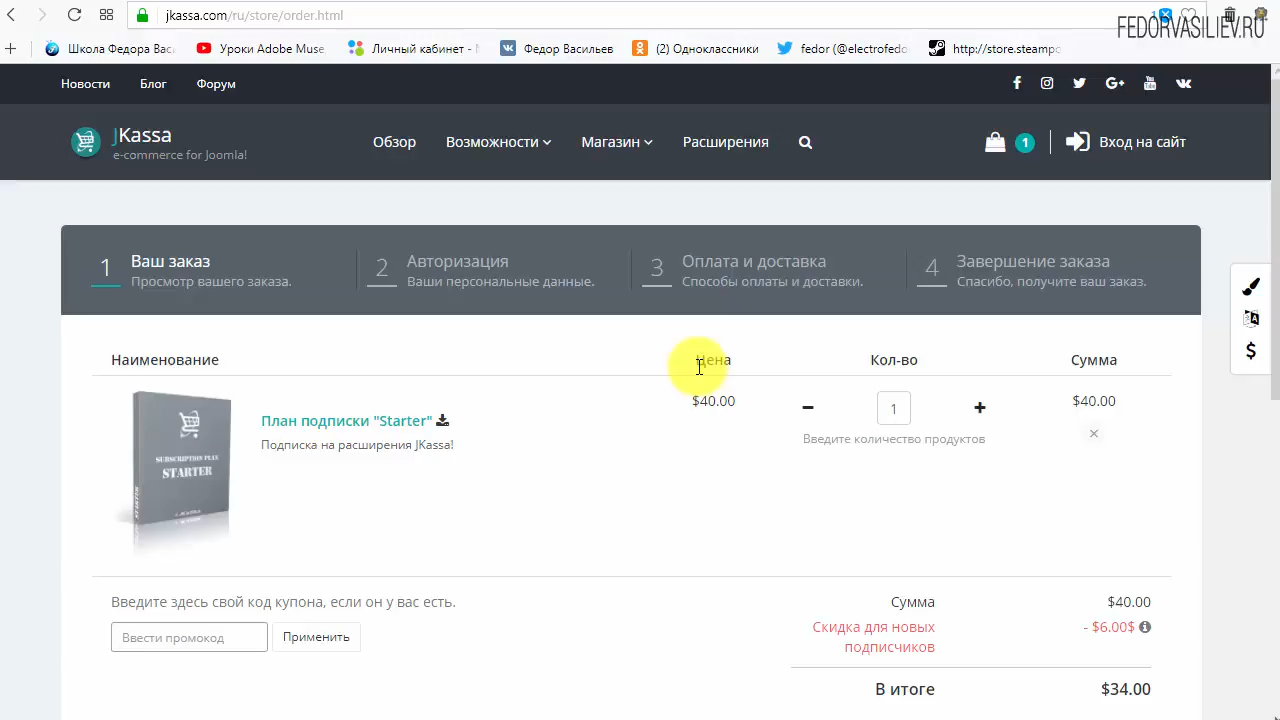 jkassa.com/ru/store/order.html
FEDORVASILIEV.RU
Школа Федора Вас
Уроки Adobe Muse
Личный кабинет -
Федор Васильев
(2) Одноклассники
fedor (@electrofedo
http://store.steamp
Новости
Блог
Форум
JKassa
e-commerce for Joomla!
Обзор
Возможности
Магазин
Расширения
1
Вход на сайт
1
Ваш заказ
Просмотр вашего заказа.
2
Авторизация
Ваши персональные данные.
3
Оплата и доставка
Способы оплаты и доставки.
4
Завершение заказа
Спасибо, получите ваш заказ.
Наименование
Цена
Кол-во
Сумма
SUBSCRIPTION PLAN
STARTER
План подписки "Starter"
Подписка на расширения JKassa!
$40.00
1
Введите количество продуктов
$40.00
×
Введите здесь свой код купона, если он у вас есть.
Ввести промокод
Применить
Сумма
$40.00
Скидка для новых
подписчиков
- $6.00$
В итоге
$34.00